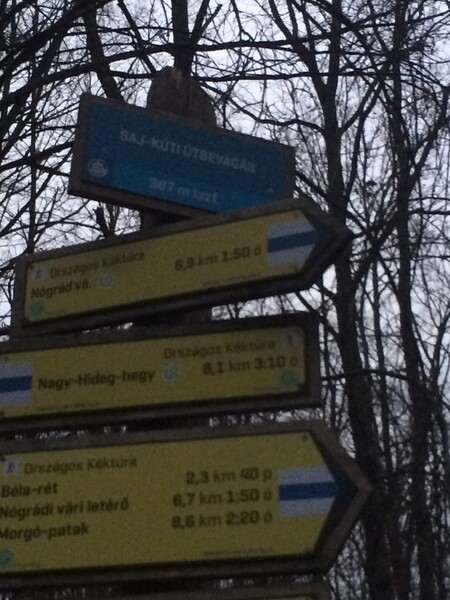 SAJ-KÚTI ÚTBEVÁGÁS
387 m tszf.
Országos Kéktúra
Nógrád vá. 6,9 km 1:50 ó
Országos Kéktúra
Nagy-Hideg-hegy 8,1 km 3:10 ó
Országos Kéktúra
Béla-rét 2,3 km 40 p
Nógrádi vári letérő 6,7 km 1:50 ó
Morgó-patak 8,6 km 2:20 ó